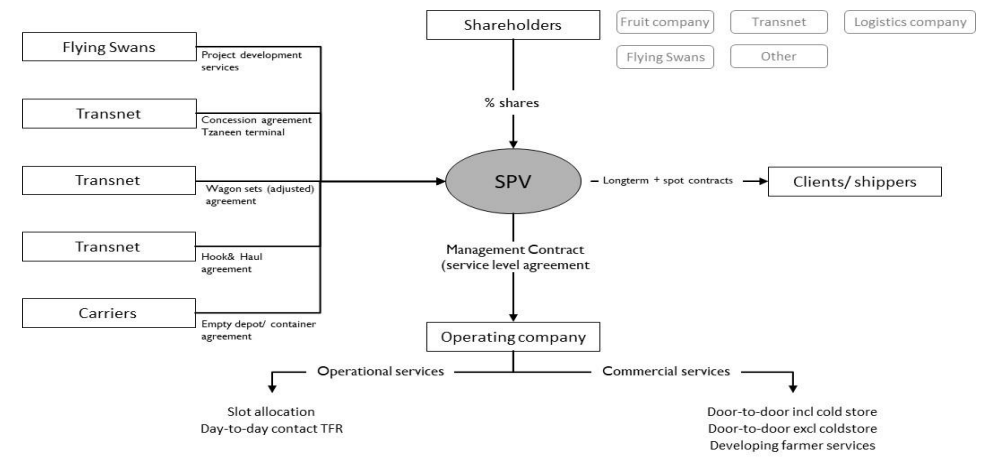 Shareholders
Fruit company
Transnet
Logistics company
Flying Swans
Other
Flying Swans
Project development
services
Transnet
Concession agreement
Tzaneen terminal
Transnet
Wagon sets (adjusted)
agreement
Transnet
Hook& Haul
agreement
Carriers
Empty depot/ container
agreement
% shares
SPV
Longterm + spot contracts
Clients/ shippers
Management Contract
(service level agreement
Operating company
Operational services
Commercial services
Slot allocation
Day-to-day contact TFR
Door-to-door incl cold store
Door-to-door excl coldstore
Developing farmer services